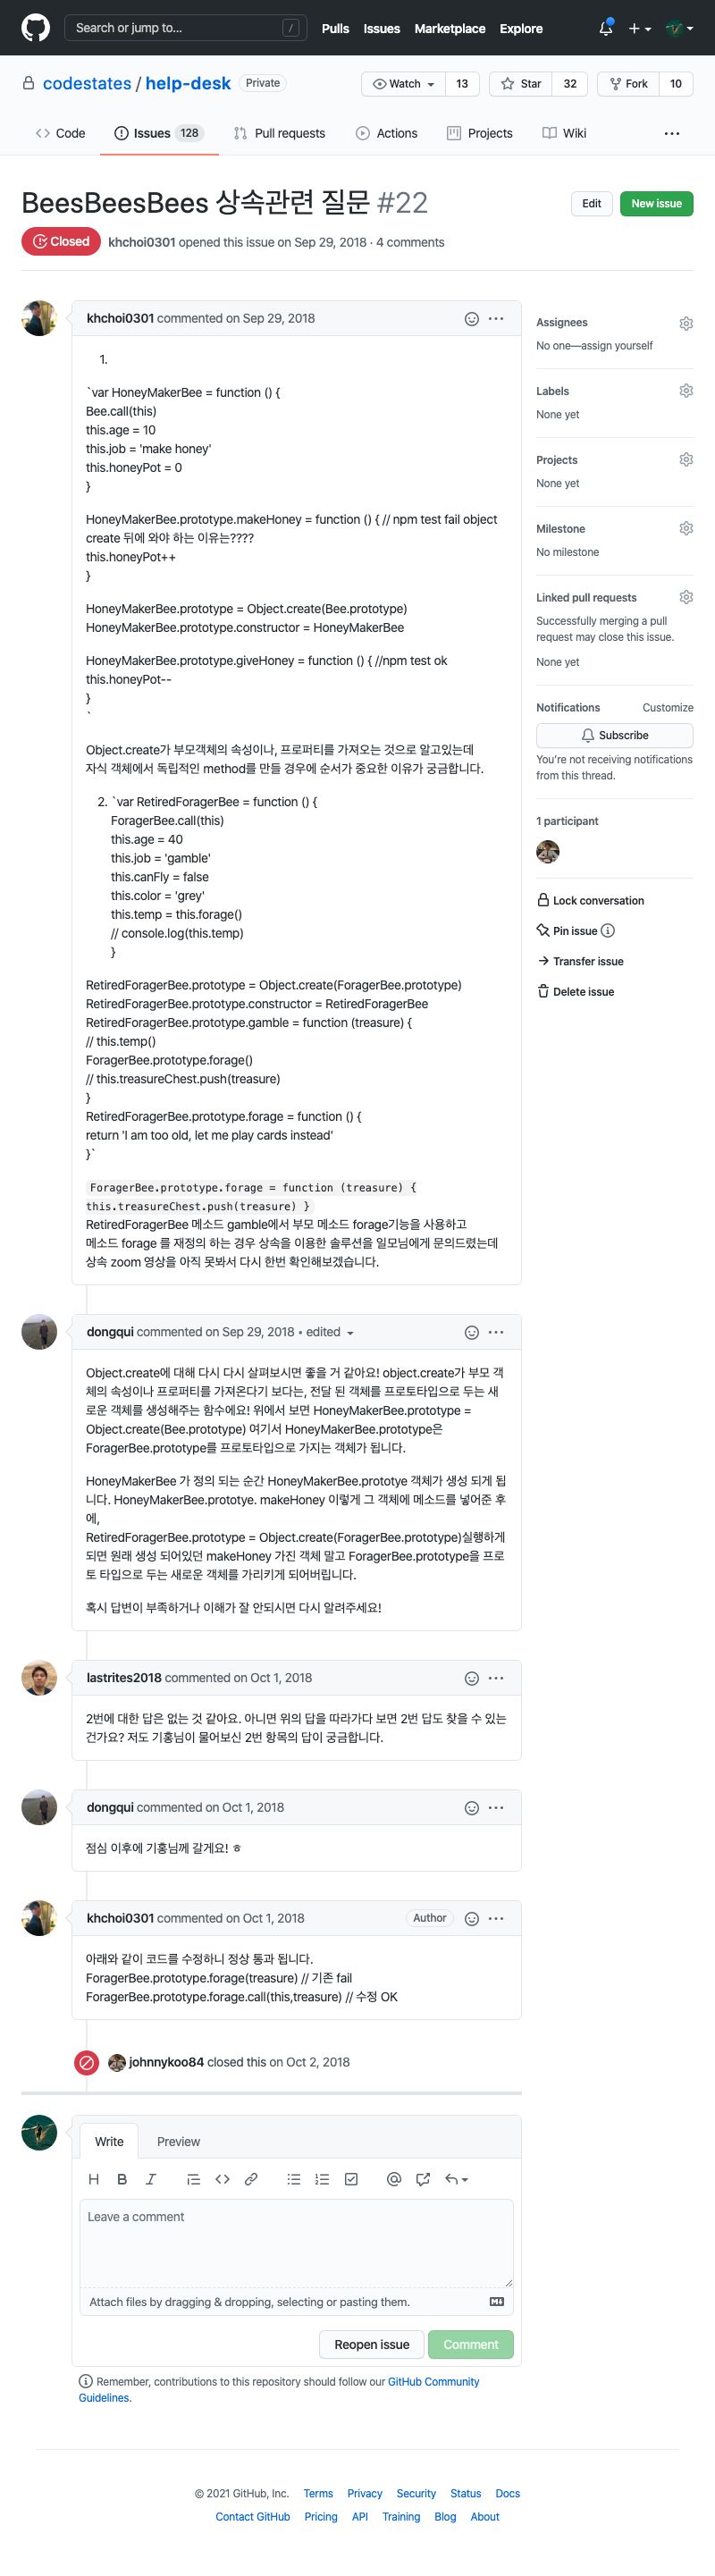 Search or jump to...
/
Pulls
Issues
Marketplace
Explore
codestates / help-desk
Private
Watch
13
Star
32
Fork
10
Code
Issues 128
Pull requests
Actions
Projects
Wiki
BeesBeesBees 상속관련 질문 #22
Edit
New issue
Closed
khchoi0301 opened this issue on Sep 29, 2018 · 4 comments
khchoi0301 commented on Sep 29, 2018
1.
`var HoneyMakerBee = function () {
Bee.call(this)
this.age = 10
this.job = 'make honey'
this.honeyPot = 0
}
HoneyMakerBee.prototype.makeHoney = function () { // npm test fail object
create 뒤에 와야 하는 이유는????
this.honeyPot++
}
HoneyMakerBee.prototype = Object.create(Bee.prototype)
HoneyMakerBee.prototype.constructor = HoneyMakerBee
HoneyMakerBee.prototype.giveHoney = function () { //npm test ok
this.honeyPot--
}
`
Object.create가 부모객체의 속성이나, 프로퍼티를 가져오는 것으로 알고있는데
자식 객체에서 독립적인 method를 만들 경우에 순서가 중요한 이유가 궁금합니다.
2. `var RetiredForagerBee = function () {
ForagerBee.call(this)
this.age = 40
this.job = 'gamble'
this.canFly = false
this.color = 'grey'
this.temp = this.forage()
// console.log(this.temp)
}
RetiredForagerBee.prototype = Object.create(ForagerBee.prototype)
RetiredForagerBee.prototype.constructor = RetiredForagerBee
RetiredForagerBee.prototype.gamble = function (treasure) {
// this.temp()
ForagerBee.prototype.forage()
// this.treasureChest.push(treasure)
}
RetiredForagerBee.prototype.forage = function () {
return 'I am too old, let me play cards instead'
}`
ForagerBee.prototype.forage = function (treasure) {
this.treasureChest.push(treasure) }
RetiredForagerBee 메소드 gamble에서 부모 메소드 forage기능을 사용하고
메소드 forage 를 재정의 하는 경우 상속을 이용한 솔루션을 일모님에게 문의드렸는데
상속 zoom 영상을 아직 못봐서 다시 한번 확인해보겠습니다.
Assignees
No one—assign yourself
Labels
None yet
Projects
None yet
Milestone
No milestone
Linked pull requests
Successfully merging a pull
request may close this issue.
None yet
Notifications
Customize
Subscribe
You're not receiving notifications
from this thread.
1 participant
Lock conversation
Pin issue
Transfer issue
Delete issue
dongqui commented on Sep 29, 2018 • edited
Object.create에 대해 다시 다시 살펴보시면 좋을 거 같아요! object.create가 부모 객
체의 속성이나 프로퍼티를 가져온다기 보다는, 전달 된 객체를 프로토타입으로 두는 새
로운 객체를 생성해주는 함수에요! 위에서 보면 HoneyMakerBee.prototype =
Object.create(Bee.prototype) 여기서 HoneyMakerBee.prototype은
ForagerBee.prototype를 프로토타입으로 가지는 객체가 됩니다.
HoneyMakerBee 가 정의 되는 순간 HoneyMakerBee.prototye 객체가 생성 되게 됩
니다. HoneyMakerBee.prototye. makeHoney 이렇게 그 객체에 메소드를 넣어준 후
에,
RetiredForagerBee.prototype = Object.create(ForagerBee.prototype)실행하게
되면 원래 생성 되어있던 makeHoney 가진 객체 말고 ForagerBee.prototype을 프로
토 타입으로 두는 새로운 객체를 가리키게 되어버립니다.
혹시 답변이 부족하거나 이해가 잘 안되시면 다시 알려주세요!
lastrites2018 commented on Oct 1, 2018
2번에 대한 답은 없는 것 같아요. 아니면 위의 답을 따라가다 보면 2번 답도 찾을 수 있는
건가요? 저도 기홍님이 물어보신 2번 항목의 답이 궁금합니다.
dongqui commented on Oct 1, 2018
점심 이후에 기홍님께 갈게요! ㅎ
khchoi0301 commented on Oct 1, 2018
Author
아래와 같이 코드를 수정하니 정상 통과 됩니다.
ForagerBee.prototype.forage(treasure) // 기존 fail
ForagerBee.prototype.forage.call(this,treasure) // 수정 OK
johnnykoo84 closed this on Oct 2, 2018
Write
Preview
Leave a comment
Attach files by dragging & dropping, selecting or pasting them.
Reopen issue
Comment
Remember, contributions to this repository should follow our GitHub Community
Guidelines.
© 2021 GitHub, Inc.
Terms
Privacy
Security
Status
Docs
Contact GitHub
Pricing
API
Training
Blog
About